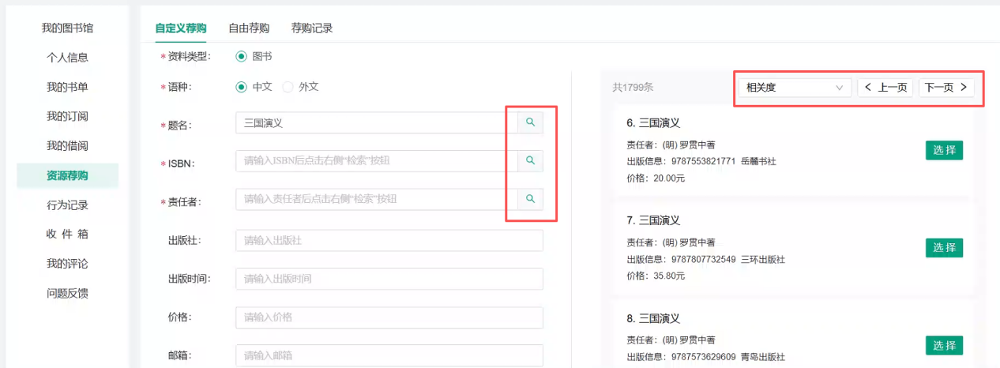 我的图书馆
个人信息
我的书单
我的订阅
我的借阅
资源荐购
行为记录
收 件 箱
我的评论
问题反馈
自定义荐购 自由荐购 荐购记录
* 资料类型： 图书
* 语种： 中文 外文
* 题名： 三国演义
* ISBN： 请输入ISBN后点击右侧“检索”按钮
* 责任者： 请输入责任者后点击右侧“检索”按钮
出版社： 请输入出版社
出版时间： 请输入出版时间
价格： 请输入价格
邮箱： 请输入邮箱
共1799条 相关度 < 上一页 下一页 >
6. 三国演义
责任者：(明) 罗贯中著
出版信息：9787553821771 岳麓书社
价格：20.00元
选 择
7. 三国演义
责任者：(明) 罗贯中著
出版信息：9787807732549 三环出版社
价格：35.80元
选 择
8. 三国演义
责任者：(明) 罗贯中著
出版信息：9787573629609 青岛出版社
选 择